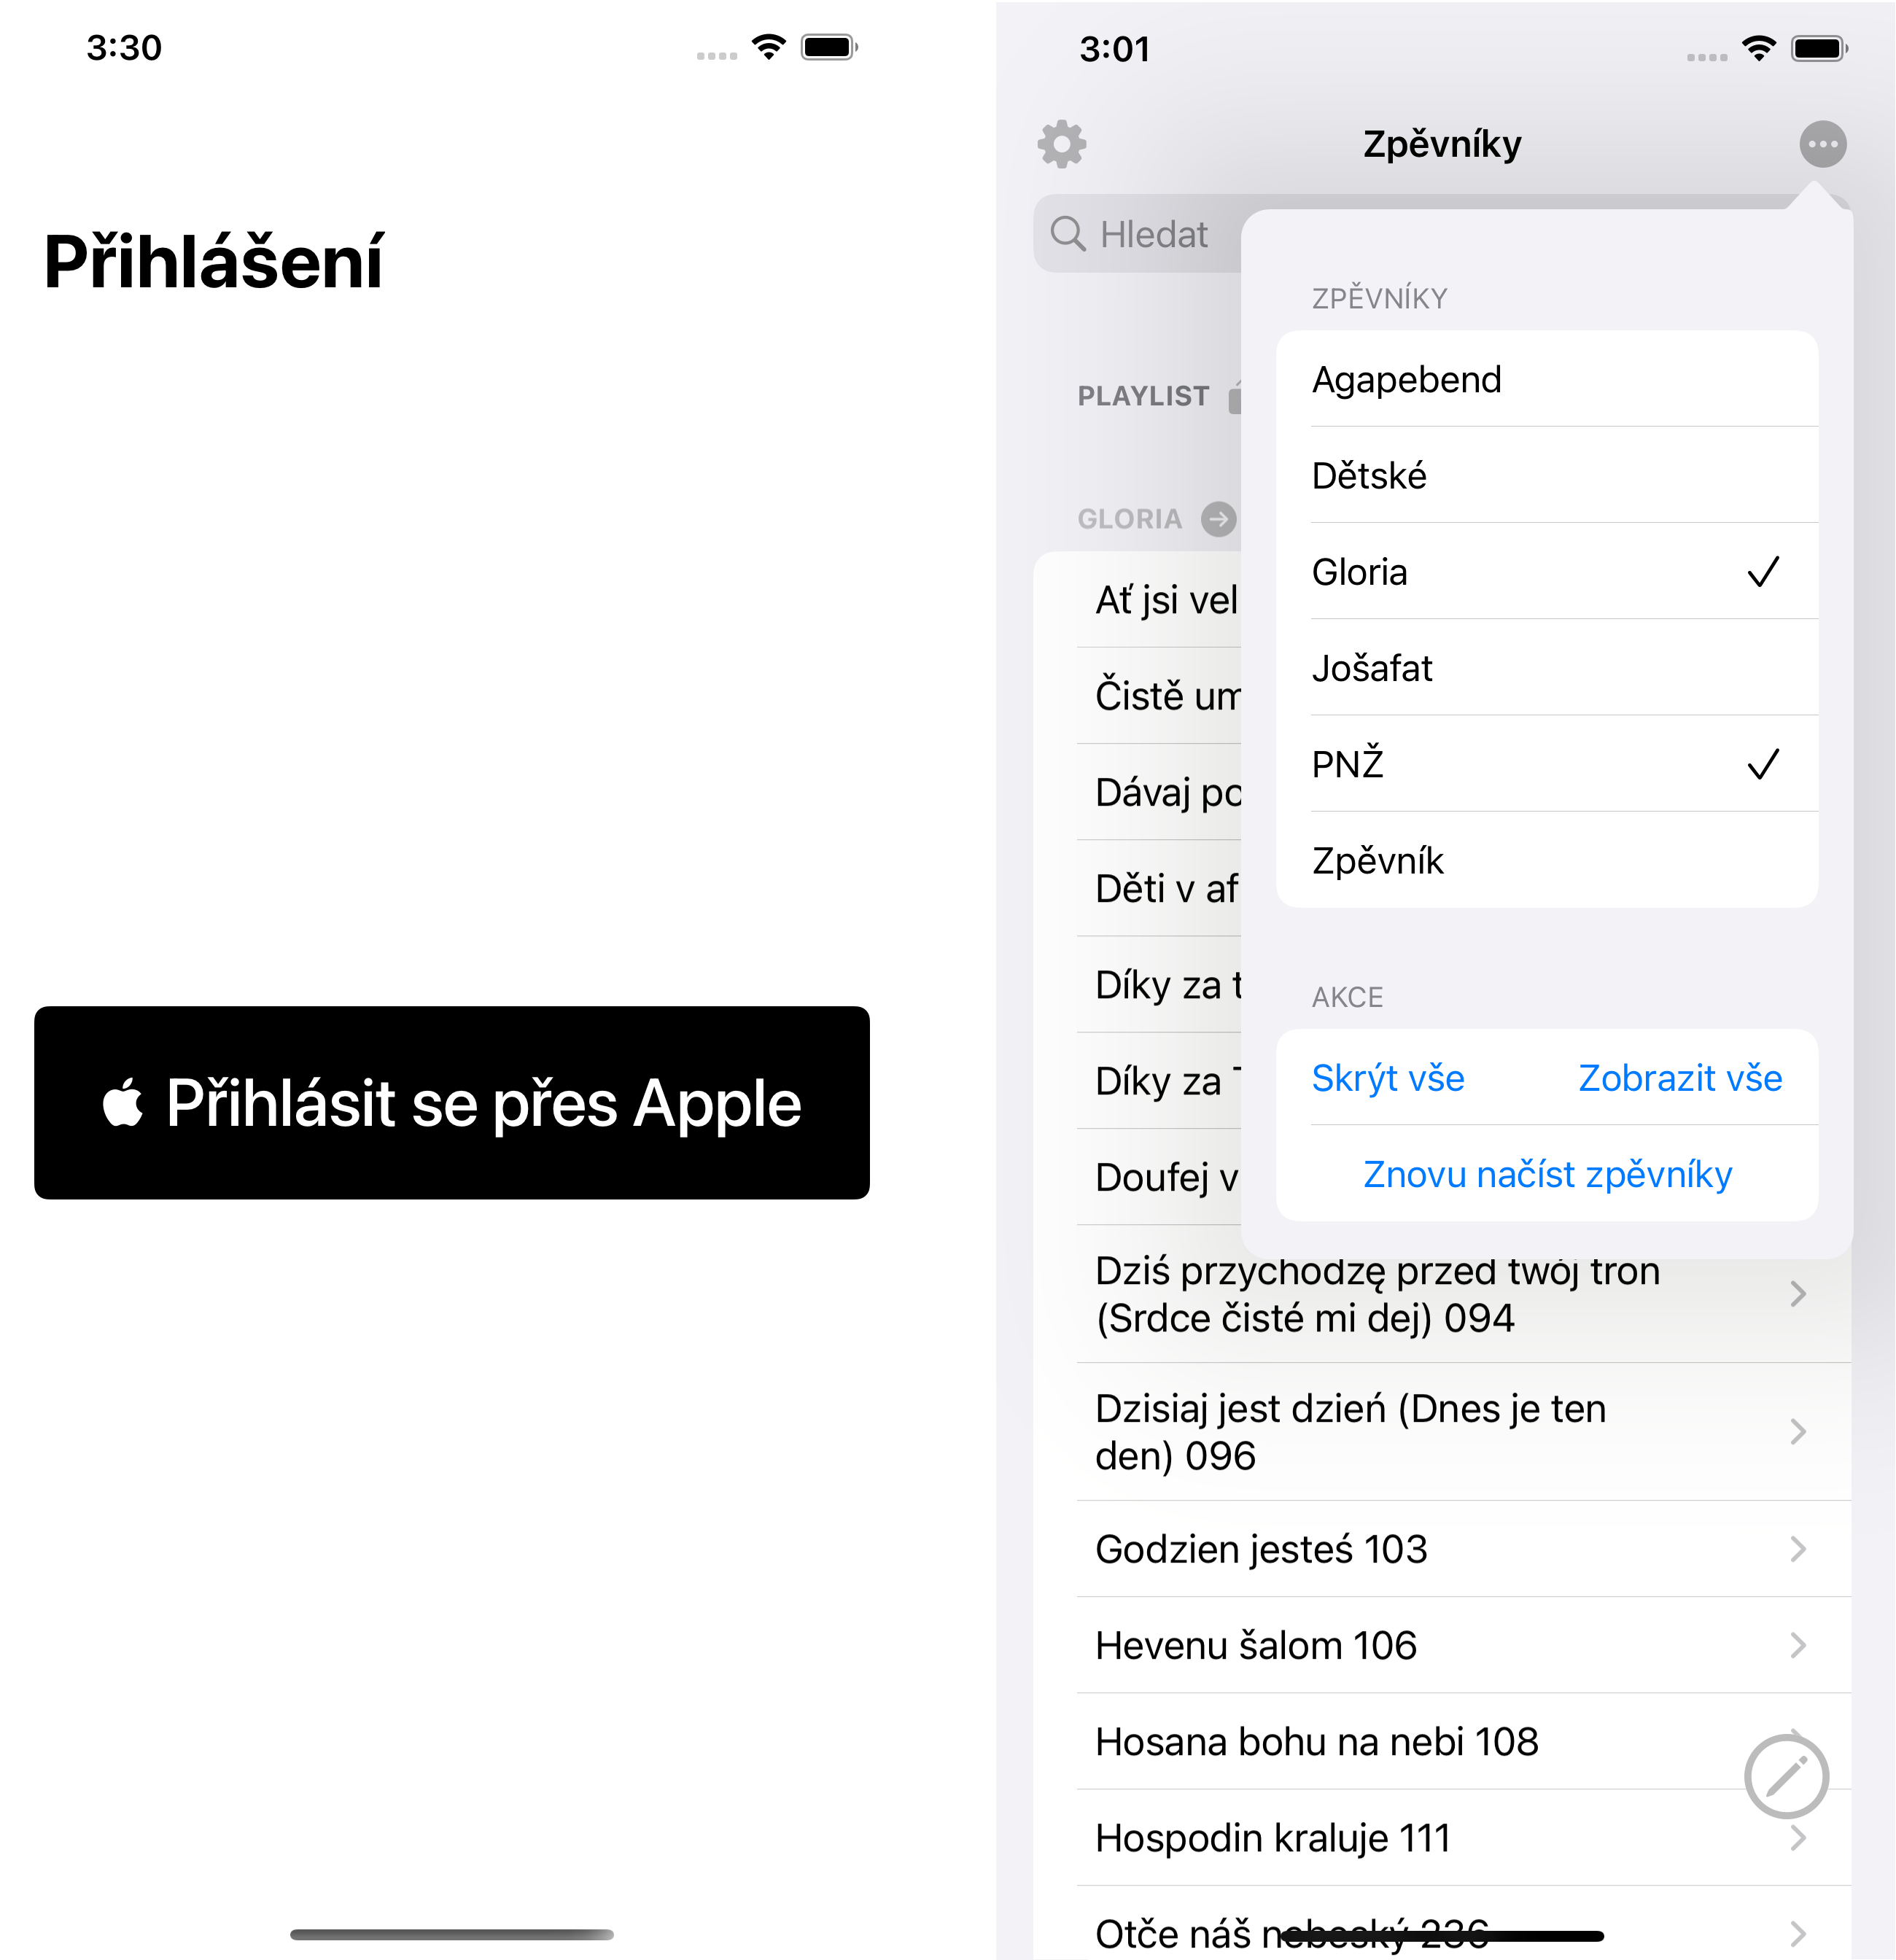 3:30
Přihlášení
Přihlásit se přes Apple
3:01
Zpěvníky
Hledat
PLAYLIST
GLORIA
Ať jsi vel
Čistě um
Dávaj po
Děti v af
Díky za t
Díky za T
Doufej v
Dziś przychodzę przed twój tron
(Srdce čisté mi dej) 094
Dzisiaj jest dzień (Dnes je ten
den) 096
Godzien jesteś 103
Hevenu šalom 106
Hosana bohu na nebi 108
Hospodin kraluje 111
Otče náš nebeský 236
ZPĚVNÍKY
Agapebend
Dětské
Gloria
Jošafat
PNŽ
Zpěvník
AKCE
Skrýt vše Zobrazit vše
Znovu načíst zpěvníky